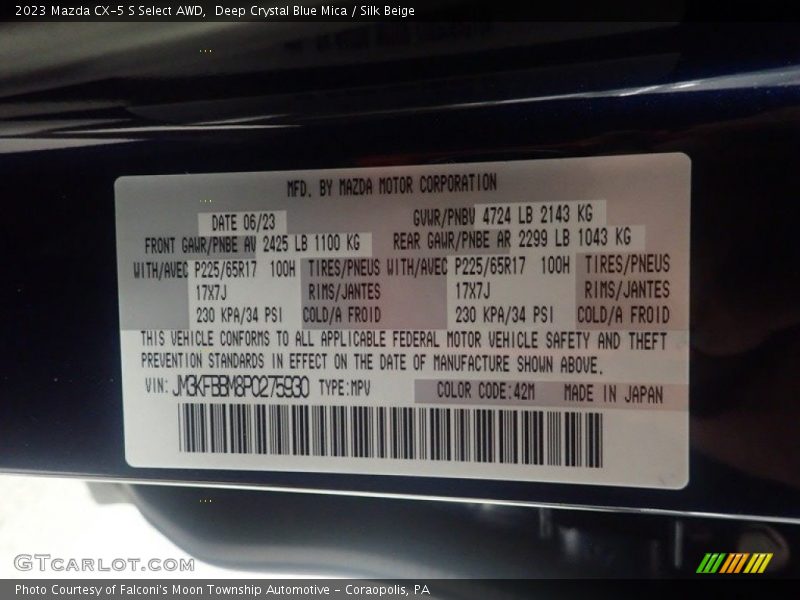 2023 Mazda CX-5 S Select AWD, Deep Crystal Blue Mica / Silk Beige
MFD. BY MAZDA MOTOR CORPORATION
DATE 06/23 GVWR/PNBV 4724 LB 2143 KG
FRONT GAWR/PNBE AV 2425 LB 1100 KG REAR GAWR/PNBE AR 2299 LB 1043 KG
WITH/AVEC P225/65R17 100H TIRES/PNEUS WITH/AVEC P225/65R17 100H TIRES/PNEUS
17X7J RIMS/JANTES 17X7J RIMS/JANTES
230 KPA/34 PSI COLD/A FROID 230 KPA/34 PSI COLD/A FROID
THIS VEHICLE CONFORMS TO ALL APPLICABLE FEDERAL MOTOR VEHICLE SAFETY AND THEFT
PREVENTION STANDARDS IN EFFECT ON THE DATE OF MANUFACTURE SHOWN ABOVE.
VIN: JM3KFBBM8P0275930 TYPE:MPV COLOR CODE:42M MADE IN JAPAN
GTCARLOT.COM
Photo Courtesy of Falconi's Moon Township Automotive - Coraopolis, PA